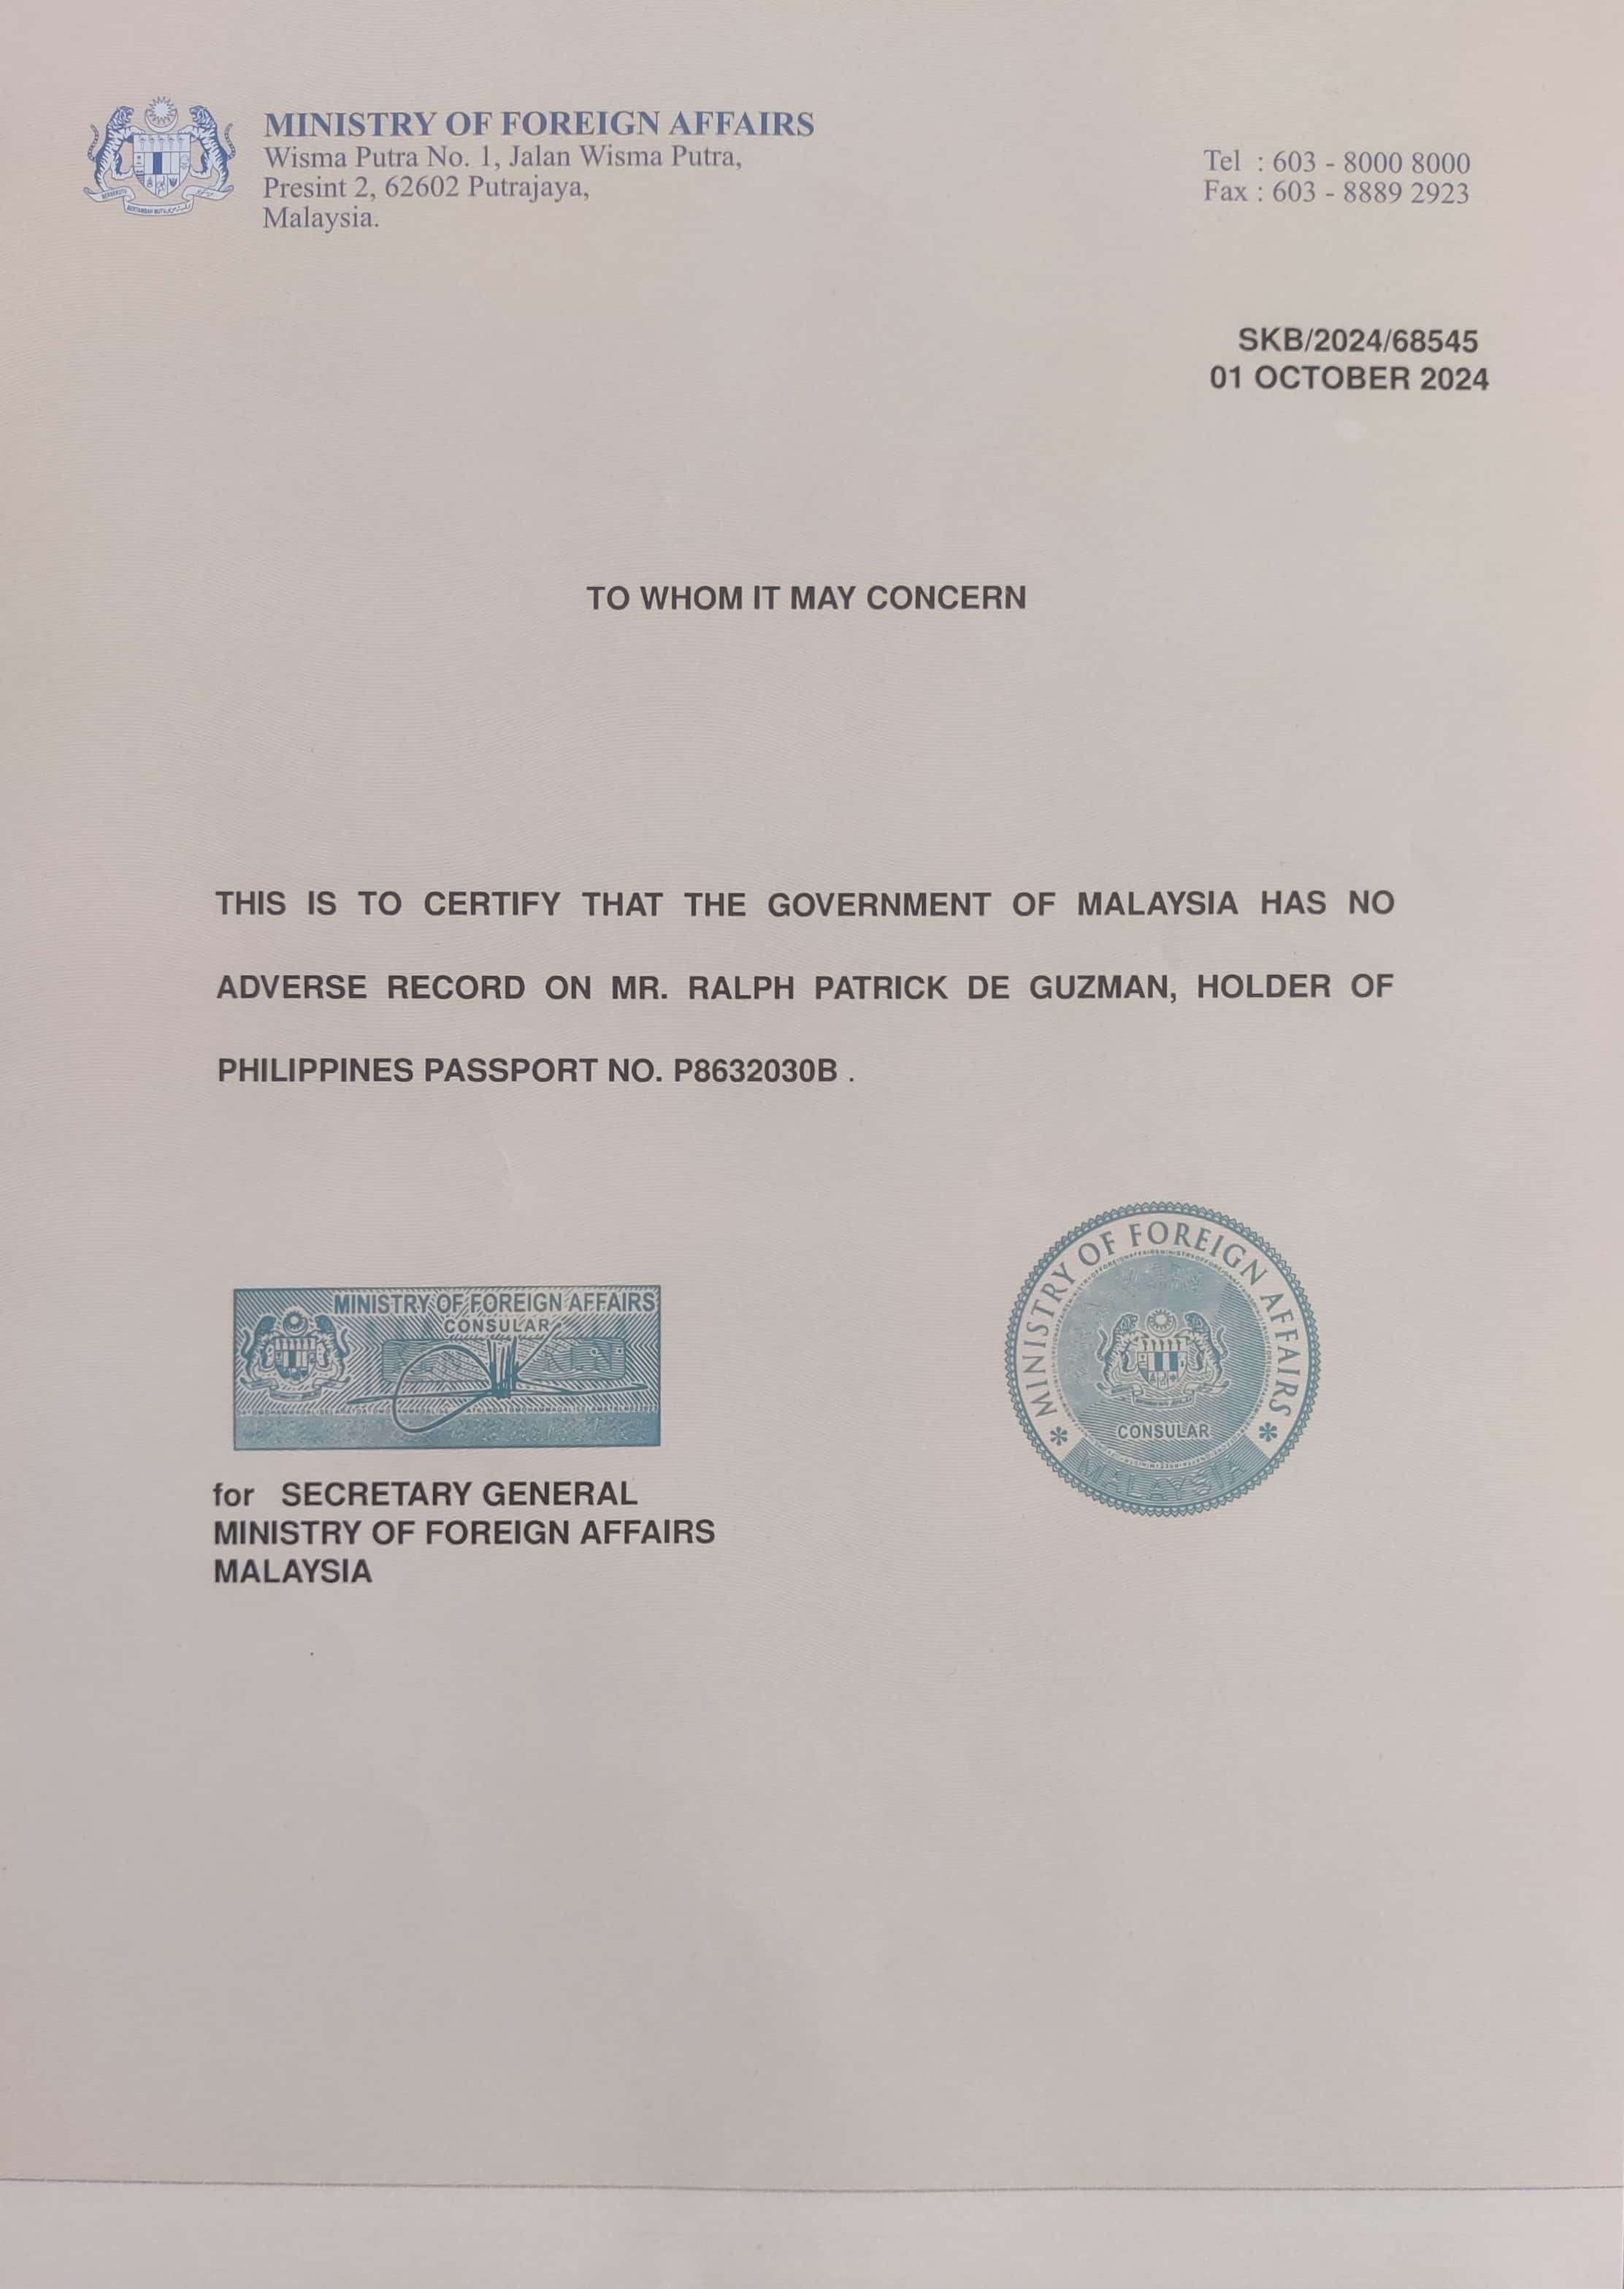 MINISTRY OF FOREIGN AFFAIRS
Wisma Putra No. 1, Jalan Wisma Putra,
Presint 2, 62602 Putrajaya,
Malaysia.
Tel : 603 - 8000 8000
Fax : 603 - 8889 2923
SKB/2024/68545
01 OCTOBER 2024
TO WHOM IT MAY CONCERN
THIS IS TO CERTIFY THAT THE GOVERNMENT OF MALAYSIA HAS NO
ADVERSE RECORD ON MR. RALPH PATRICK DE GUZMAN, HOLDER OF
PHILIPPINES PASSPORT NO. P8632030B .
MINISTRY OF FOREIGN AFFAIRS
CONSULAR
MINISTRY OF FOREIGN AFFAIRS
CONSULAR
MALAYSIA
for SECRETARY GENERAL
MINISTRY OF FOREIGN AFFAIRS
MALAYSIA